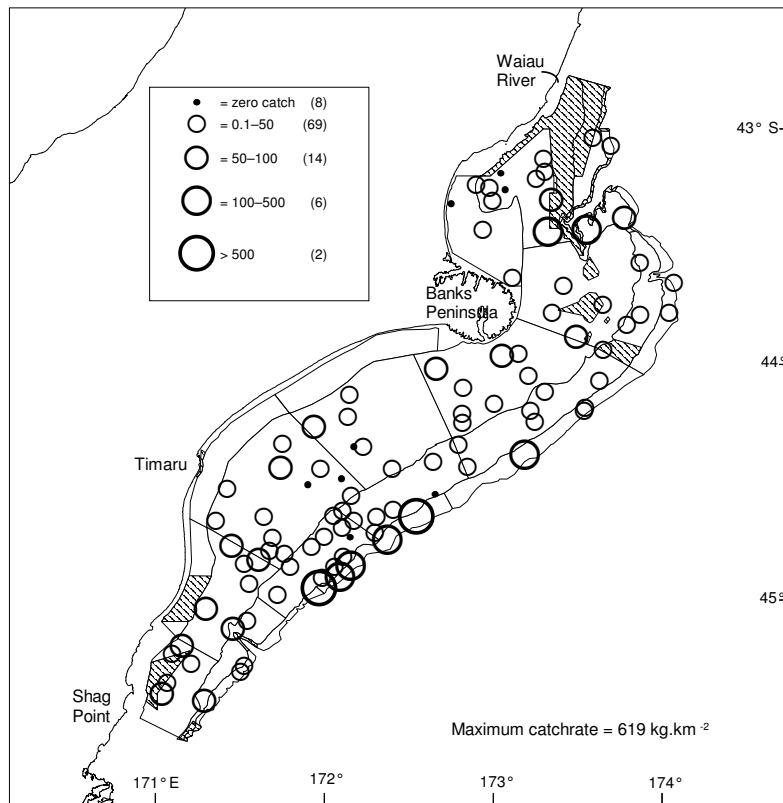 Waiau
River
= zero catch (8)
= 0.1–50 (69)
= 50–100 (14)
= 100–500 (6)
> 500 (2)
43° S
Banks
Peninsula
44°
Timaru
45°
Shag
Point
Maximum catchrate = 619 kg.km -2
171° E 172° 173° 174°